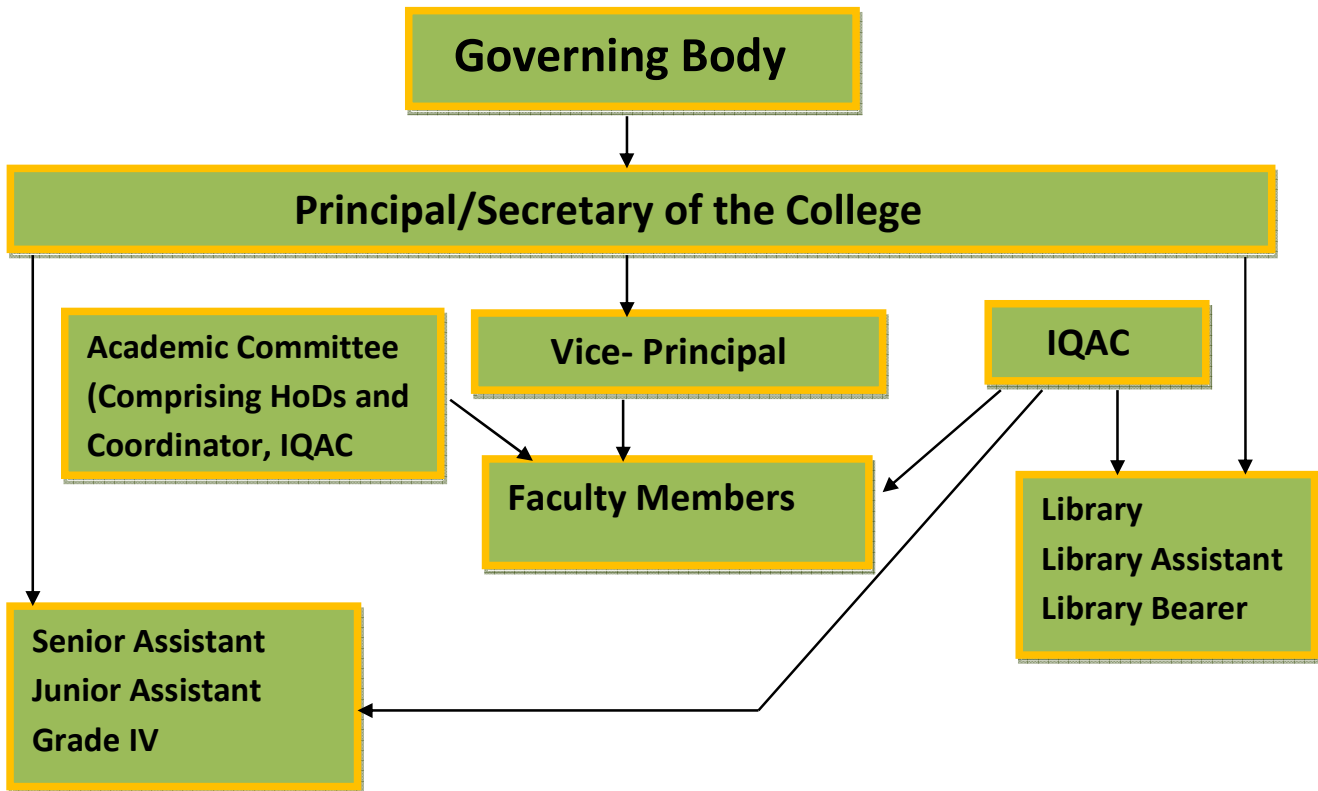 Governing Body
Principal/Secretary of the College
Academic Committee
(Comprising HoDs and
Coordinator, IQAC
Vice- Principal
IQAC
Faculty Members
Library
Library Assistant
Library Bearer
Senior Assistant
Junior Assistant
Grade IV